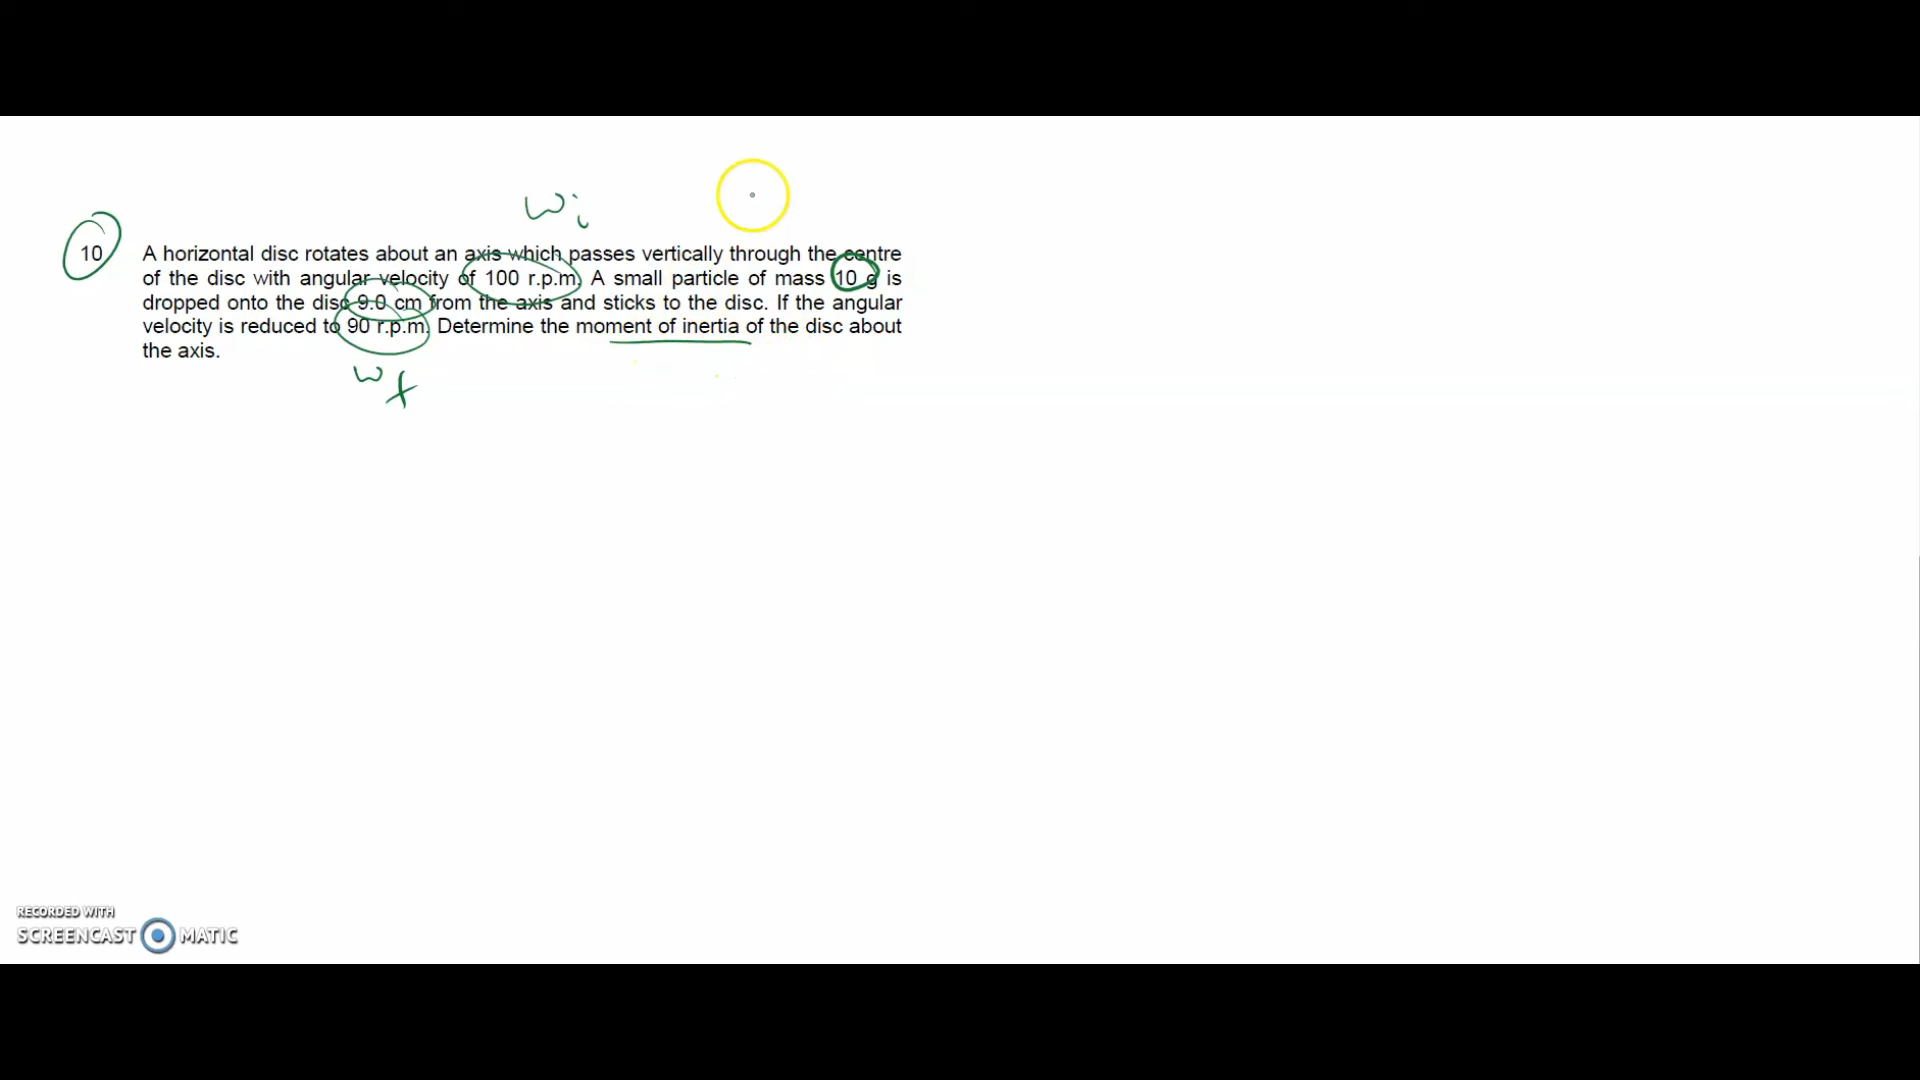 ωi
10 A horizontal disc rotates about an axis which passes vertically through the centre
of the disc with angular velocity of 100 r.p.m. A small particle of mass 10 g is
dropped onto the disc 9.0 cm from the axis and sticks to the disc. If the angular
velocity is reduced to 90 r.p.m. Determine the moment of inertia of the disc about
the axis.
ωf
RECORDED WITH
SCREENCAST MATIC